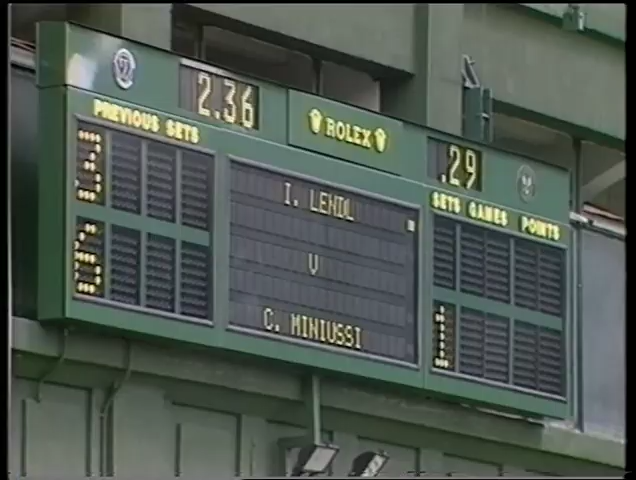 2.36
ROLEX
.29
PREVIOUS SETS
SETS GAMES POINTS
3
6
1
I. LENDL
V
C. MINIUSSI